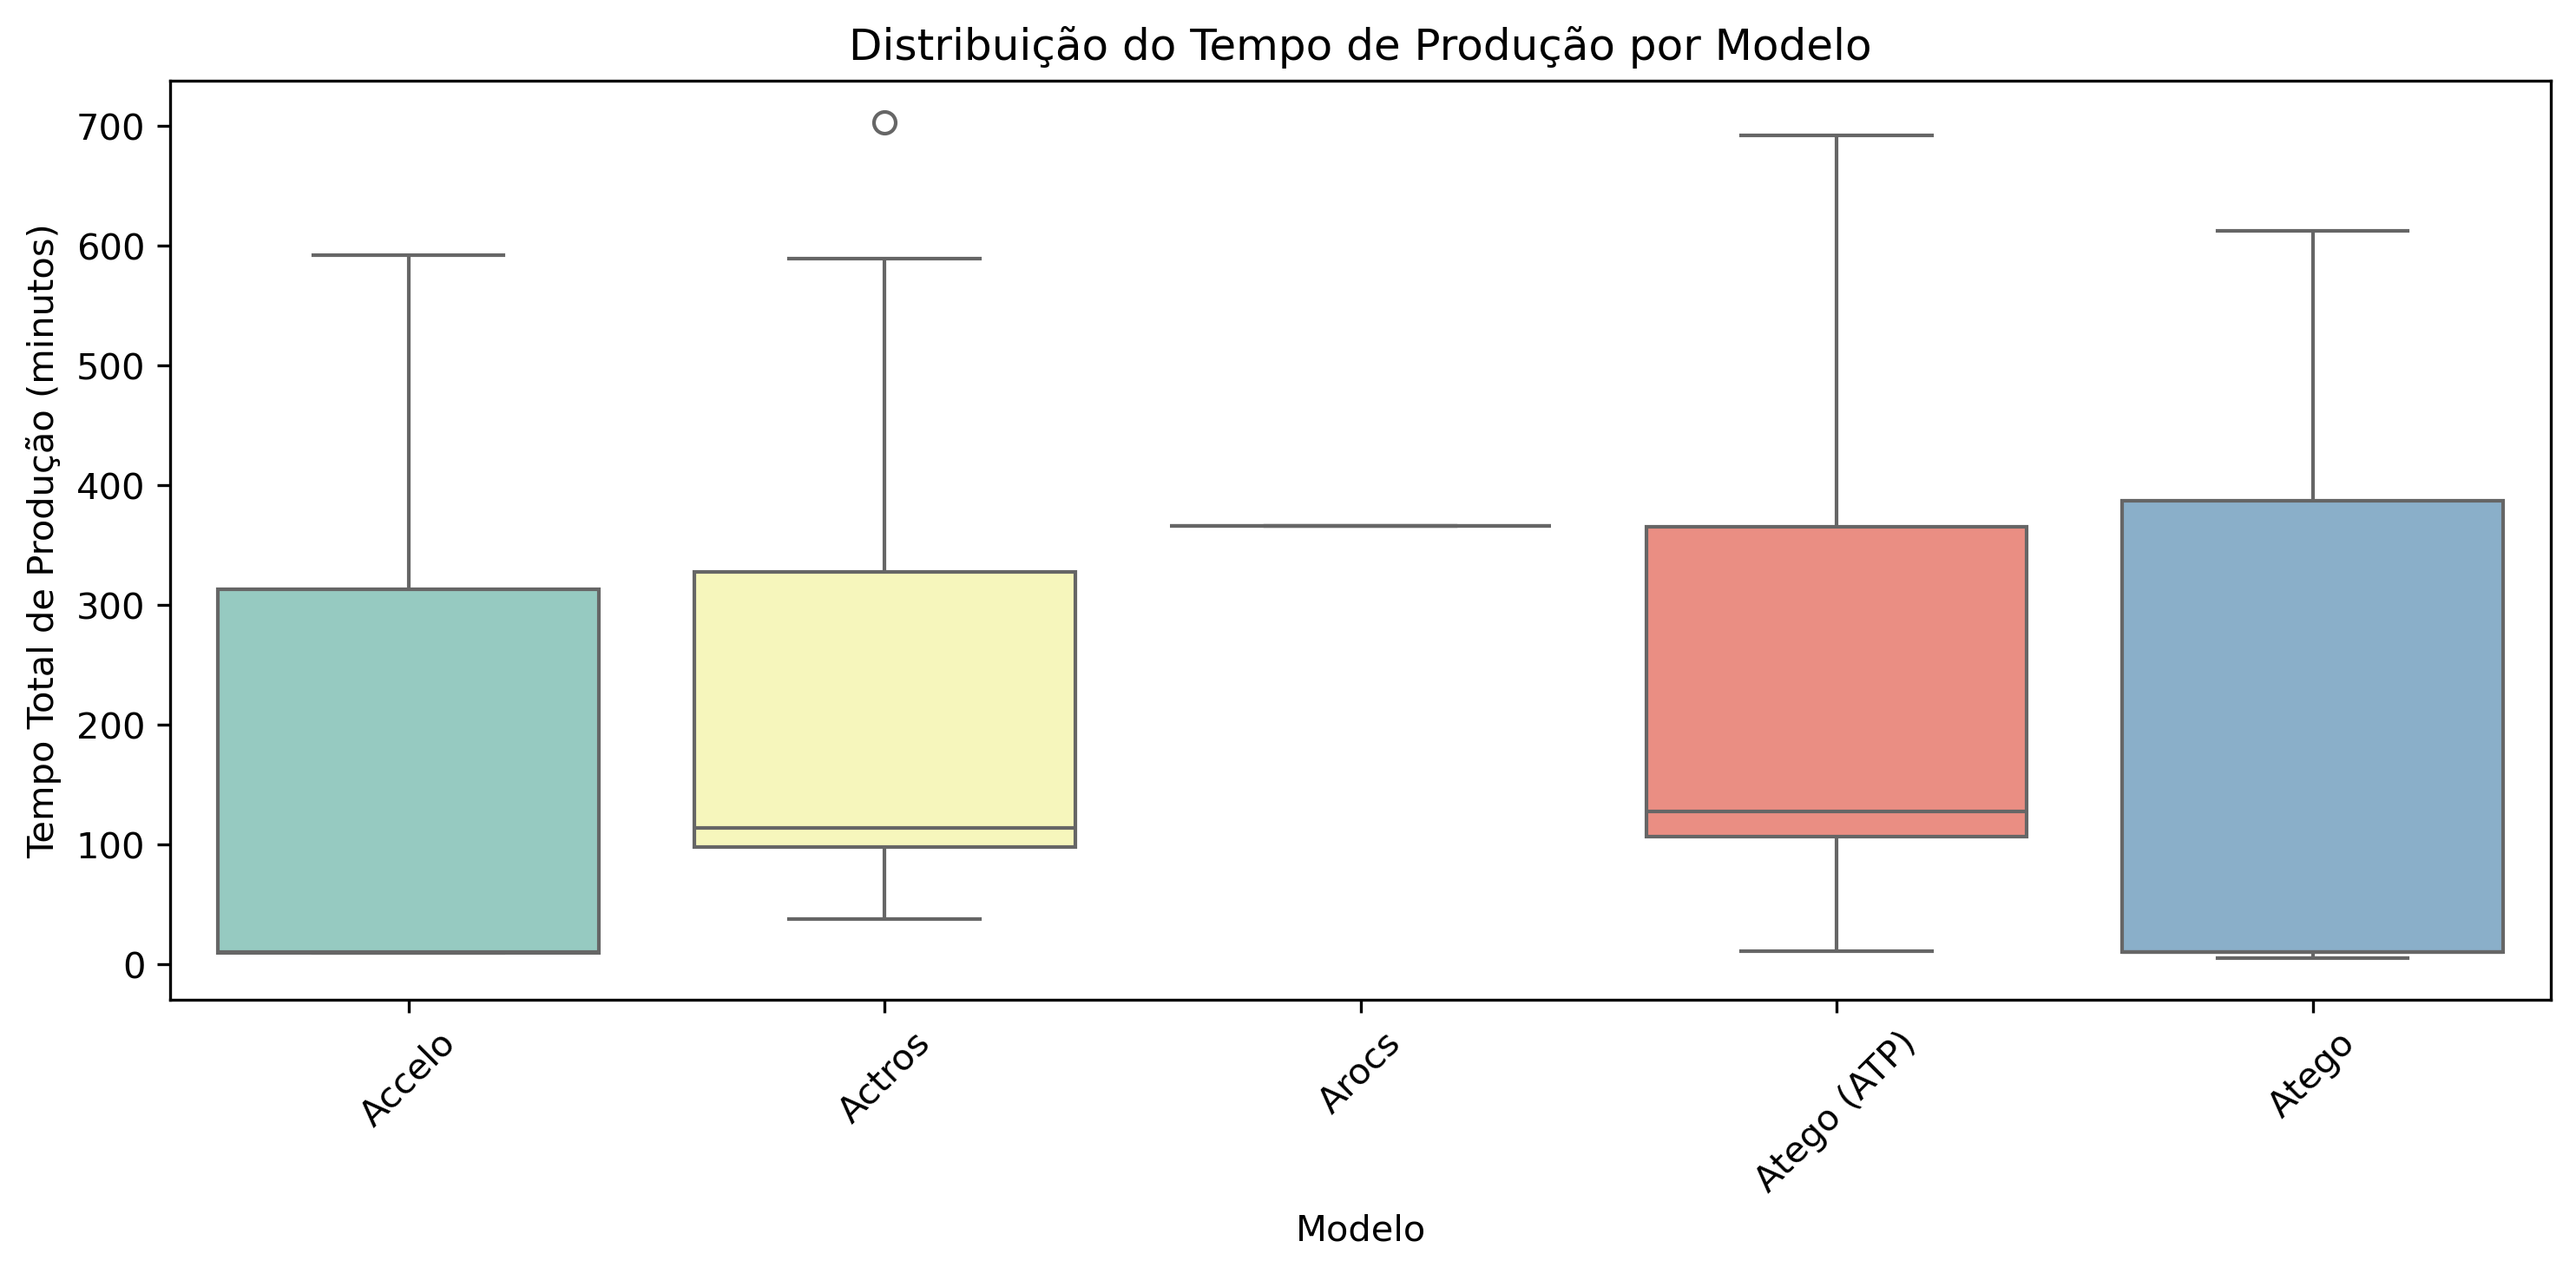 Distribuição do Tempo de Produção por Modelo
Tempo Total de Produção (minutos)
700
600
500
400
300
200
100
0
Accelo
Actros
Arocs
Atego (ATP)
Atego
Modelo